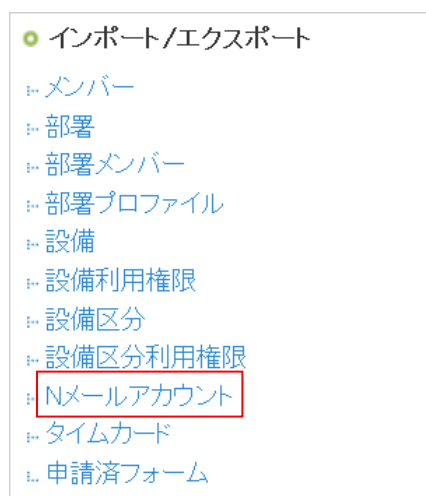 インポート/エクスポート
メンバー
部署
部署メンバー
部署プロファイル
設備
設備利用権限
設備区分
設備区分利用権限
Nメールアカウント
タイムカード
申請済フォーム